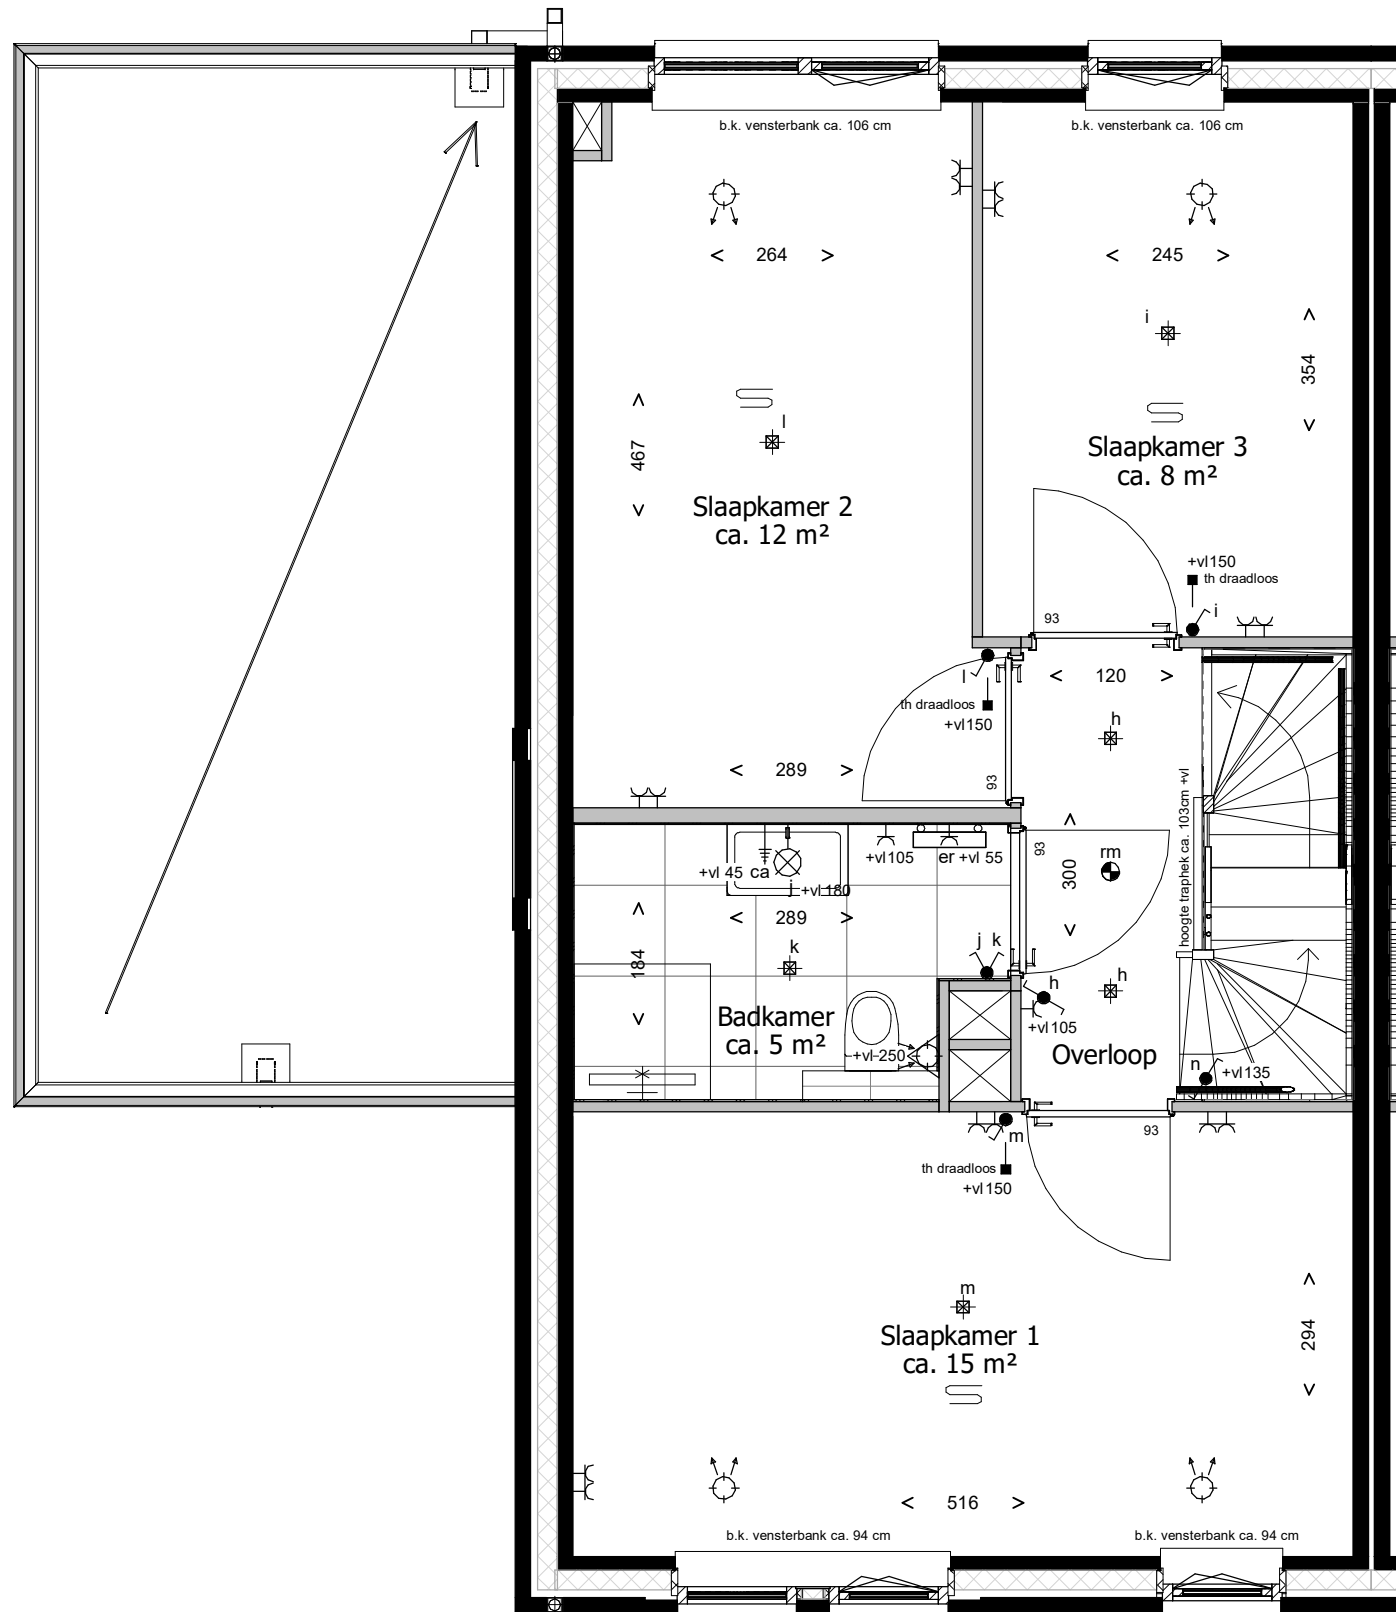 b.k. vensterbank ca. 106 cm
b.k. vensterbank ca. 106 cm
< 264 >
< 245 >
i
< 354 >
l
< 467 >
Slaapkamer 3
ca. 8 m²
Slaapkamer 2
ca. 12 m²
+vl150
th draadloos
i
93
l
th draadloos
+vl150
< 120 >
h
< 289 >
93
hoogte traphek ca. 103cm +vl
93
< 300 >
rm
+vl 45 ca
j
+vl 180
+vl105
er +vl 55
< 289 >
< 184 >
k
j k
h
h
+vl105
Badkamer
ca. 5 m²
+vl-250
Overloop
n
+vl135
m
93
th draadloos
+vl150
m
Slaapkamer 1
ca. 15 m²
< 294 >
< 516 >
b.k. vensterbank ca. 94 cm
b.k. vensterbank ca. 94 cm